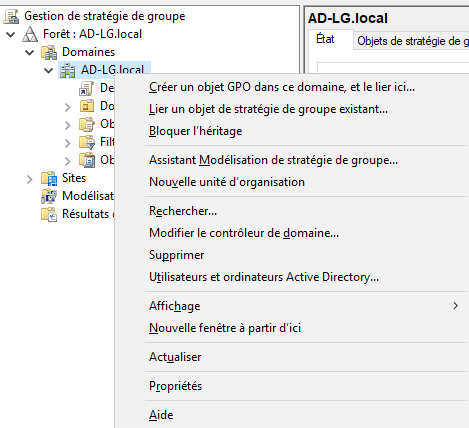 Gestion de stratégie de groupe
Forêt : AD-LG.local
Domaines
AD-LG.local
De
Do
Ob
Filt
Ob
Sites
Modélisat
Résultats
AD-LG.local
État
Objets de stratégie de g
Créer un objet GPO dans ce domaine, et le lier ici...
Lier un objet de stratégie de groupe existant...
Bloquer l'héritage
Assistant Modélisation de stratégie de groupe...
Nouvelle unité d'organisation
Rechercher...
Modifier le contrôleur de domaine...
Supprimer
Utilisateurs et ordinateurs Active Directory...
Affichage
Nouvelle fenêtre à partir d'ici
Actualiser
Propriétés
Aide